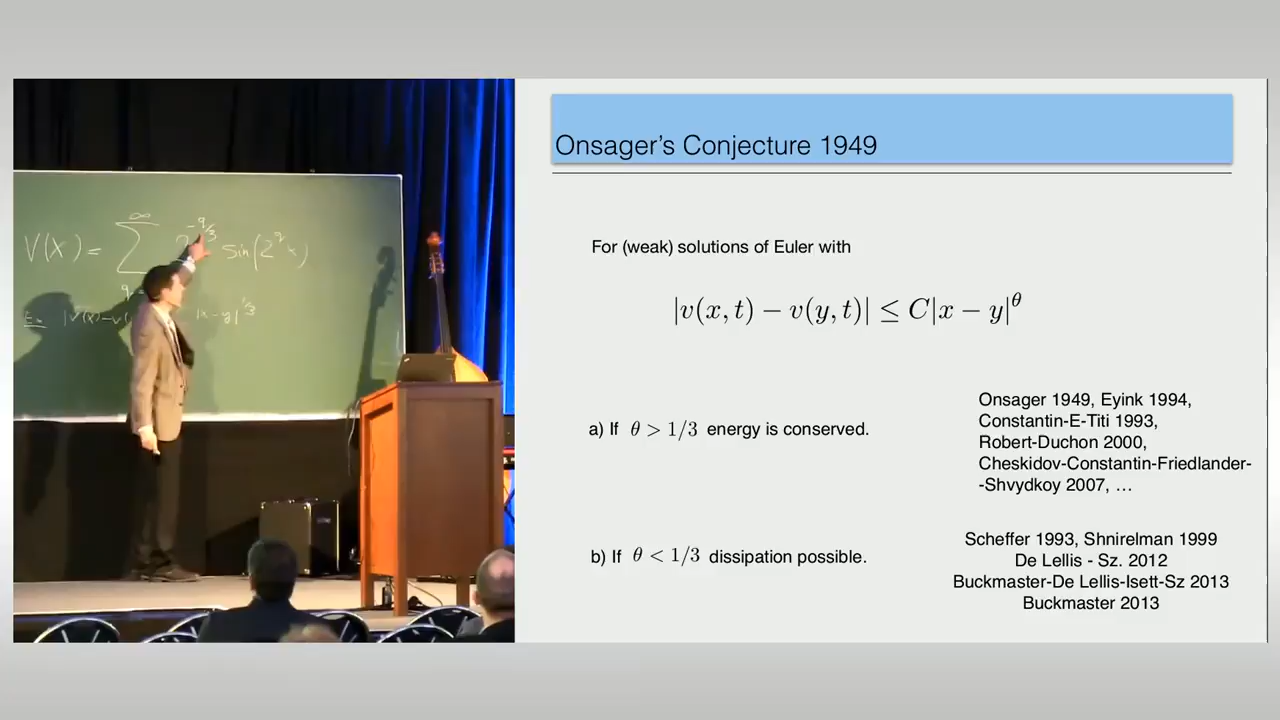 V(x) = ∑ ∞ 2^{-q/3} sin(2^q x)
q
E. |x-y|^{1/3}
Onsager's Conjecture 1949
For (weak) solutions of Euler with
|v(x, t) − v(y, t)| ≤ C|x − y|^θ
a) If θ > 1/3 energy is conserved.
Onsager 1949, Eyink 1994,
Constantin-E-Titi 1993,
Robert-Duchon 2000,
Cheskidov-Constantin-Friedlander-
-Shvydkoy 2007, …
b) If θ < 1/3 dissipation possible.
Scheffer 1993, Shnirelman 1999
De Lellis - Sz. 2012
Buckmaster-De Lellis-Isett-Sz 2013
Buckmaster 2013